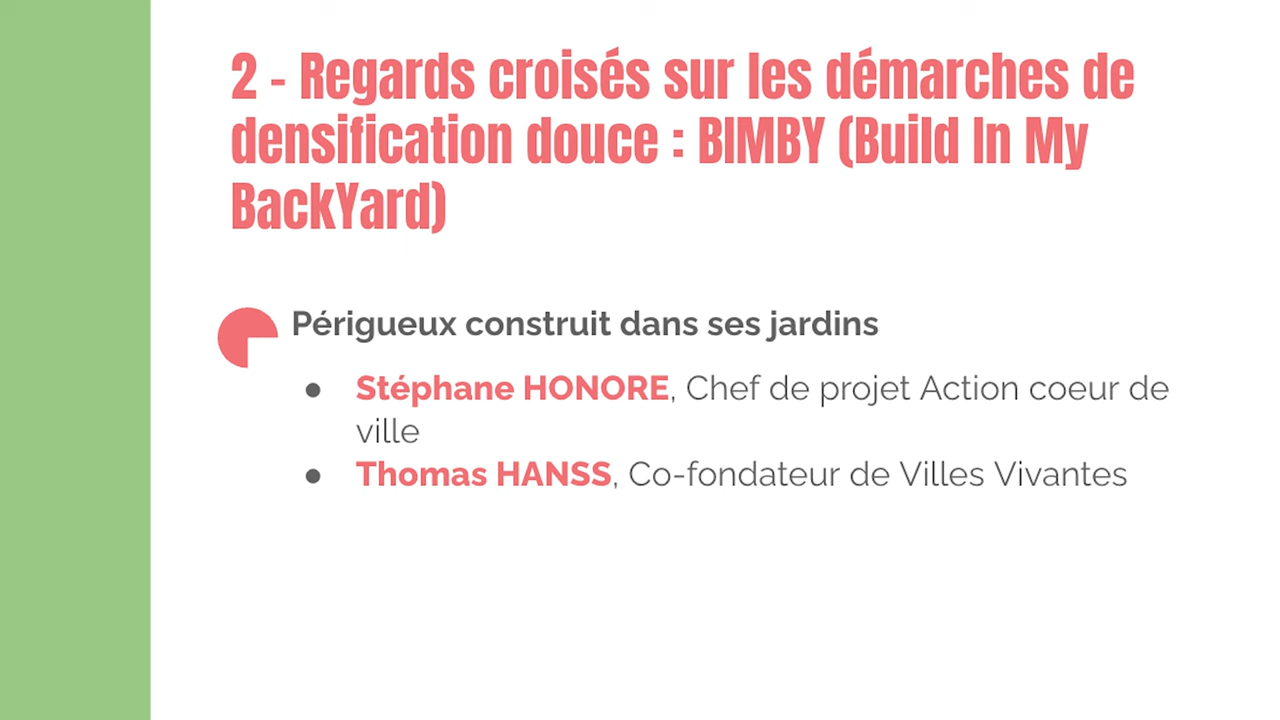 2 - Regards croisés sur les démarches de
densification douce : BIMBY (Build In My
BackYard)
Périgueux construit dans ses jardins
● Stéphane HONORE, Chef de projet Action coeur de
ville
● Thomas HANSS, Co-fondateur de Villes Vivantes